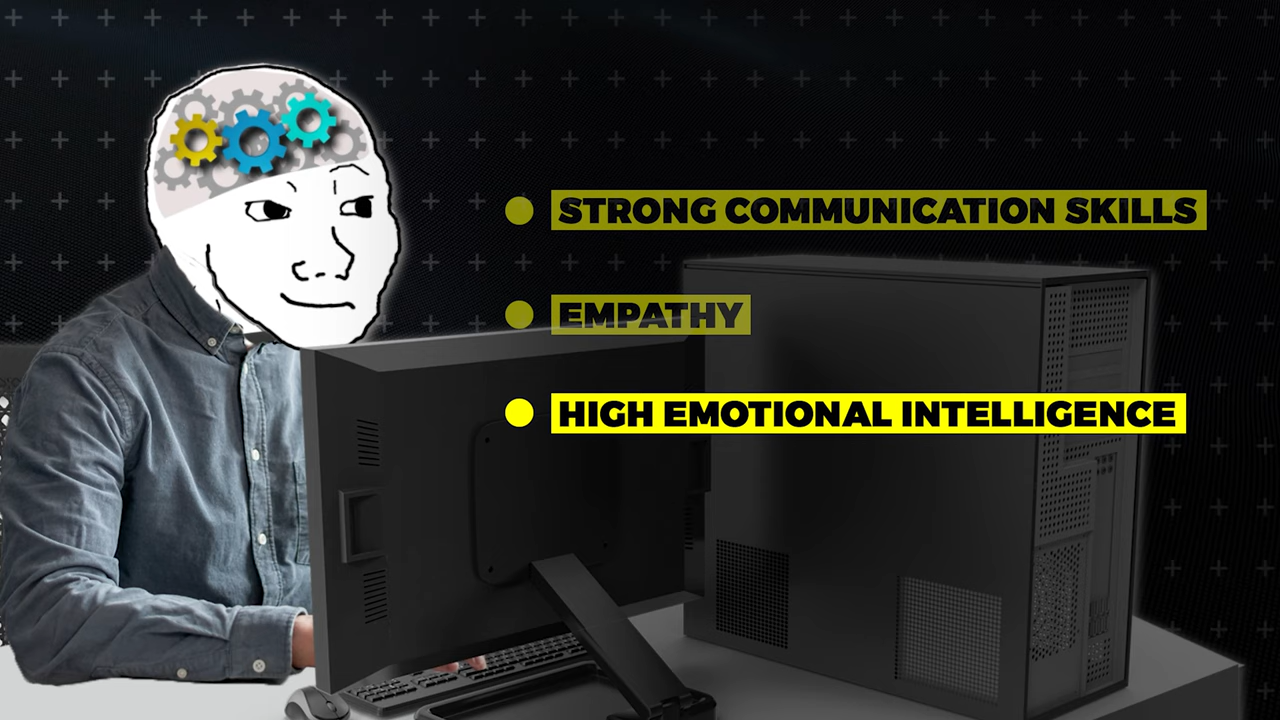 STRONG COMMUNICATION SKILLS
EMPATHY
HIGH EMOTIONAL INTELLIGENCE